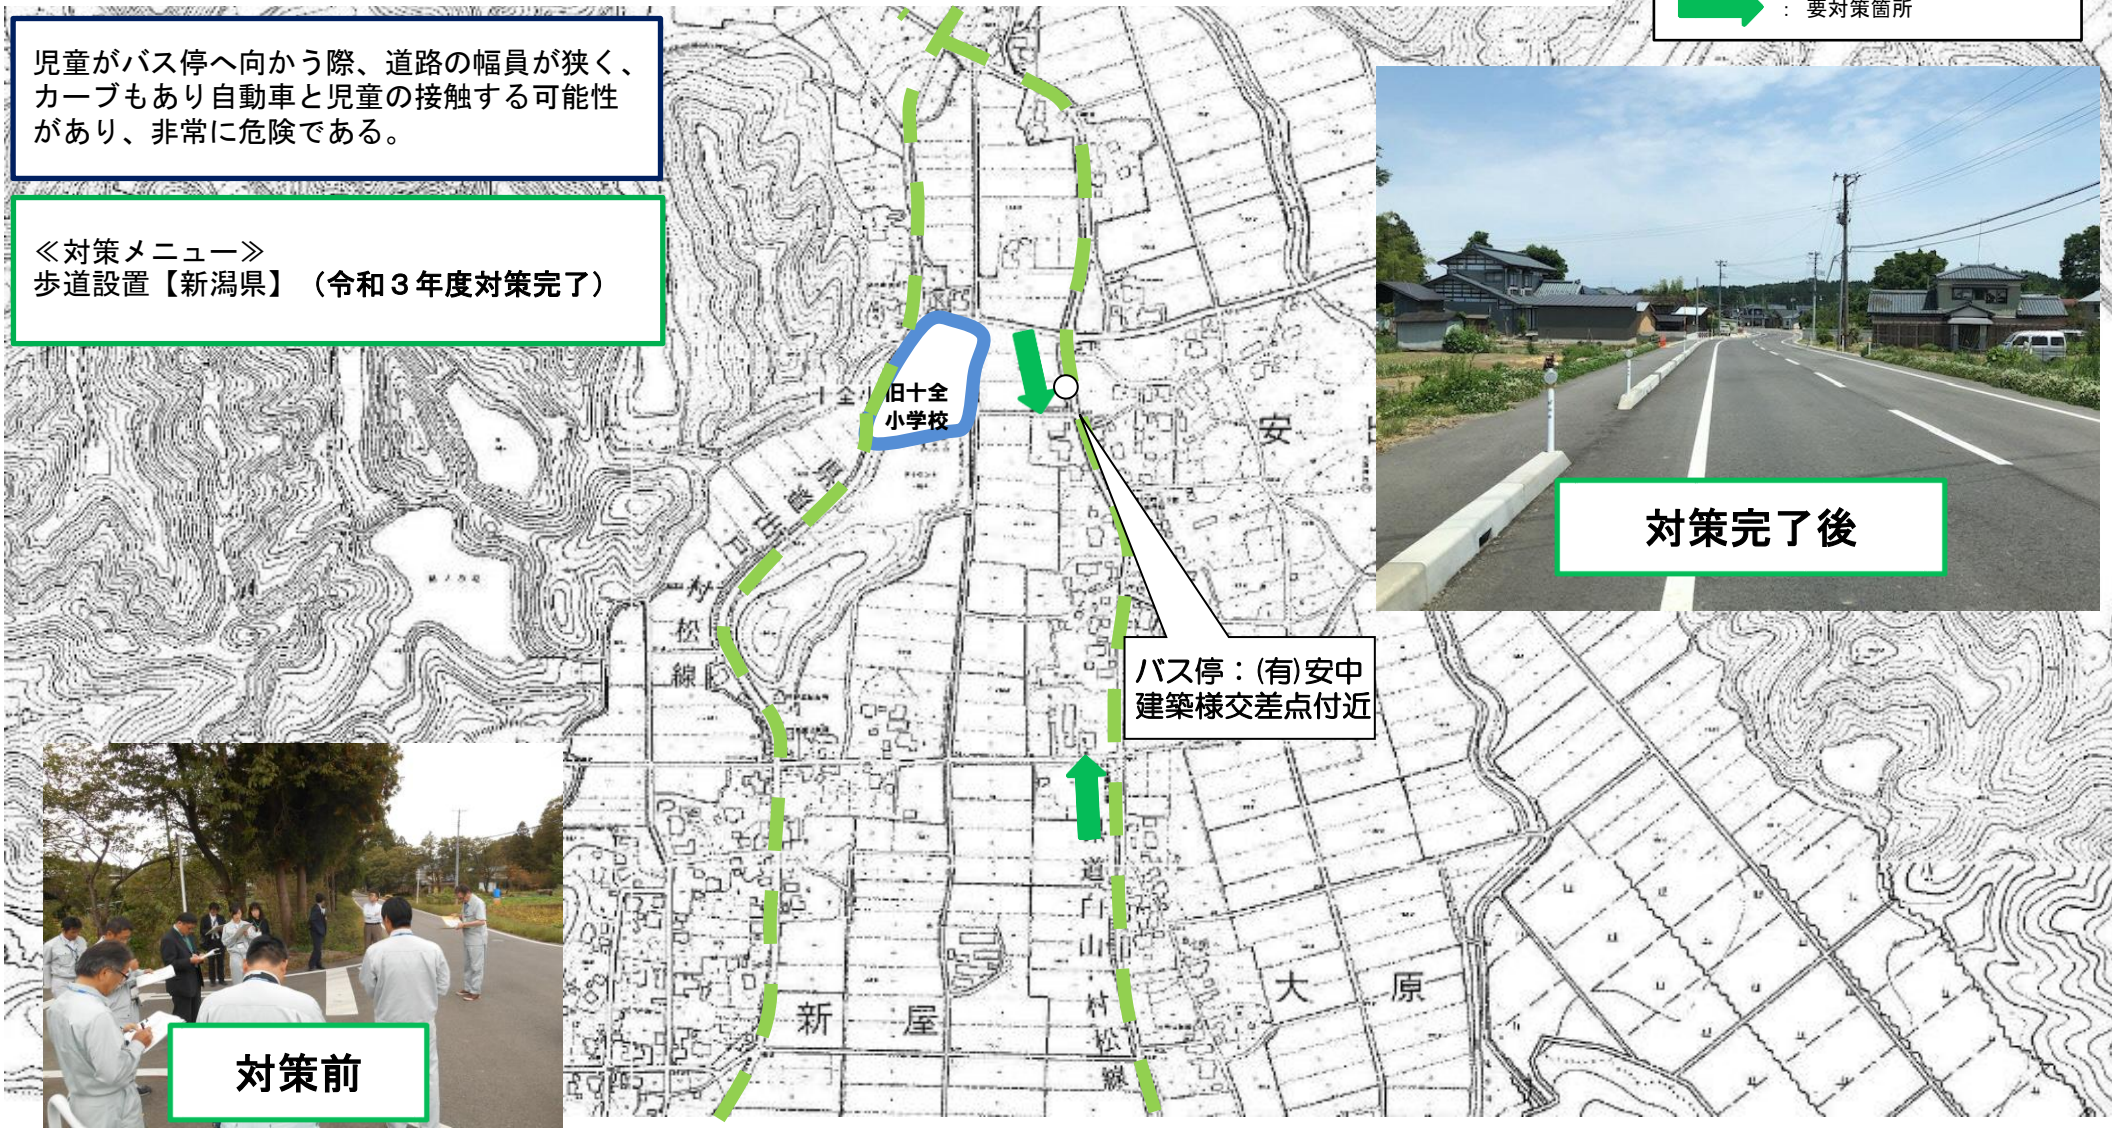 ：要対策箇所
児童がバス停へ向かう際、道路の幅員が狭く、
カーブもあり自動車と児童の接触する可能性
があり、非常に危険である。
≪対策メニュー≫
歩道設置【新潟県】（令和３年度対策完了）
旧十全
小学校
安
対策完了後
村
松
線
バス停：(有)安中
建築様交差点付近
道
白
山
村
松
線
大原
新屋
対策前